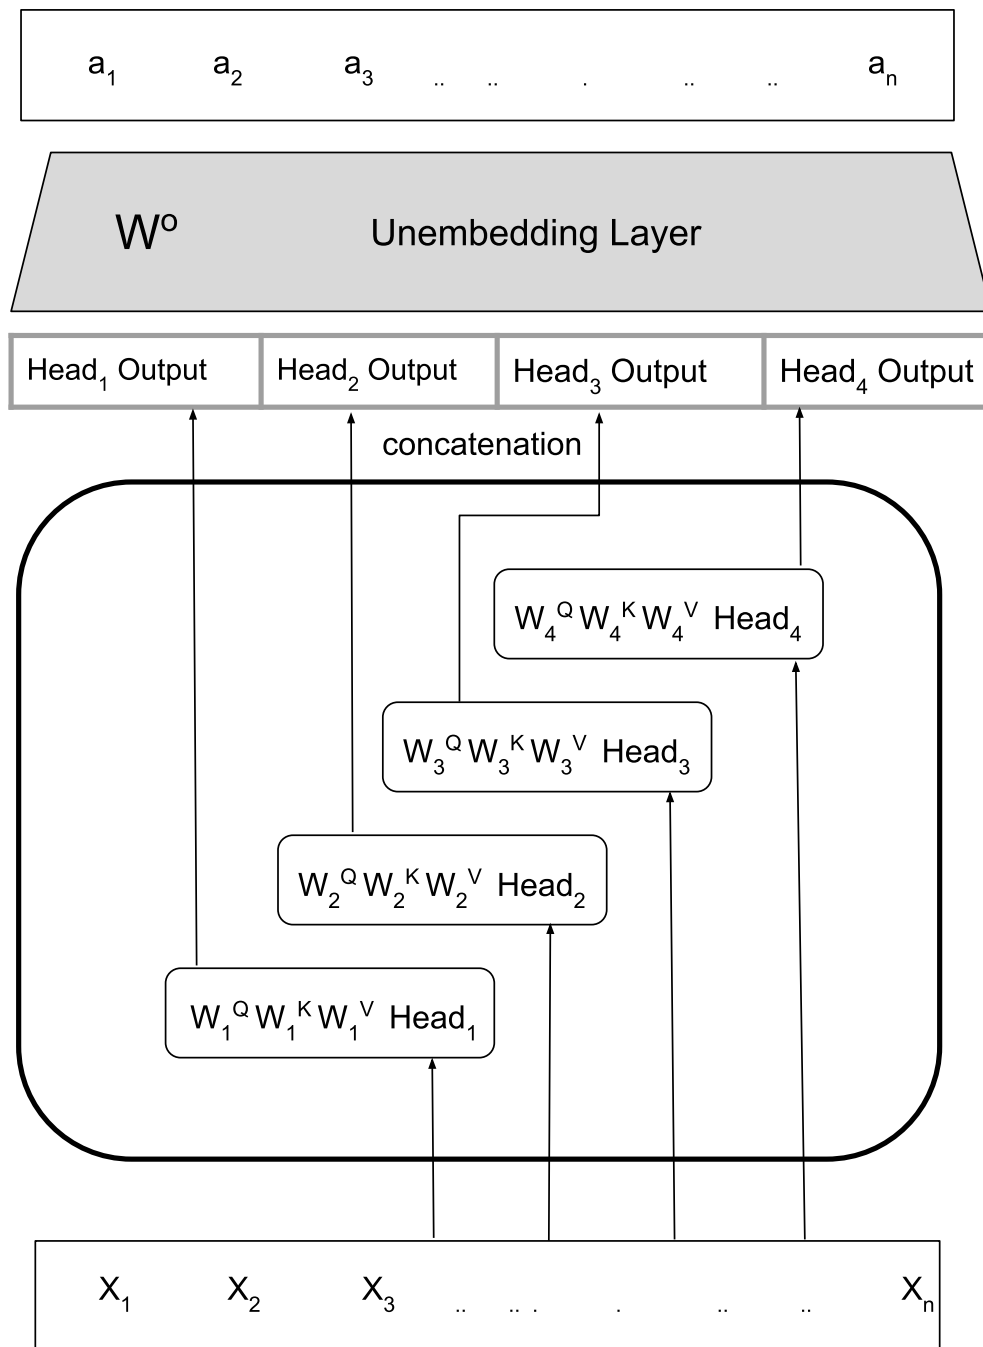 a₁ a₂ a₃ .. .. . .. .. aₙ
Wᵒ Unembedding Layer
Head₁ Output Head₂ Output Head₃ Output Head₄ Output
concatenation
W₄Q W₄K W₄V Head₄
W₃Q W₃K W₃V Head₃
W₂Q W₂K W₂V Head₂
W₁Q W₁K W₁V Head₁
X₁ X₂ X₃ .. .. . . .. .. Xₙ